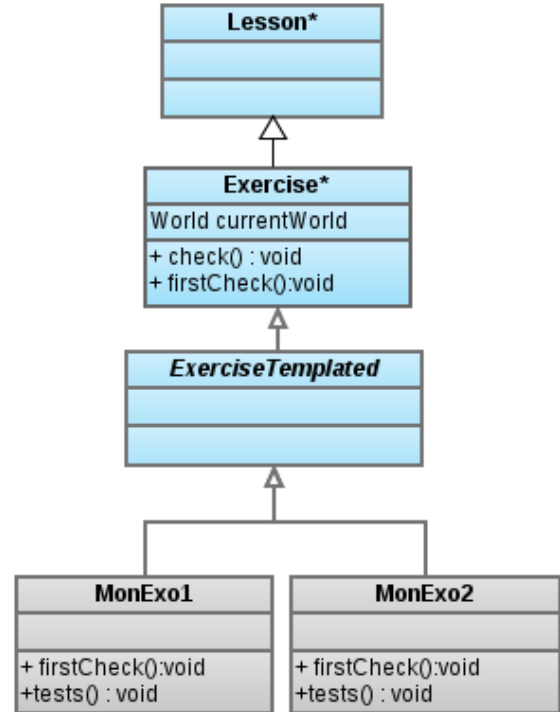 Lesson*
Exercise*
World currentWorld
+ check() : void
+ firstCheck():void
ExerciseTemplated
MonExo1
+ firstCheck():void
+tests() : void
MonExo2
+ firstCheck():void
+tests() : void